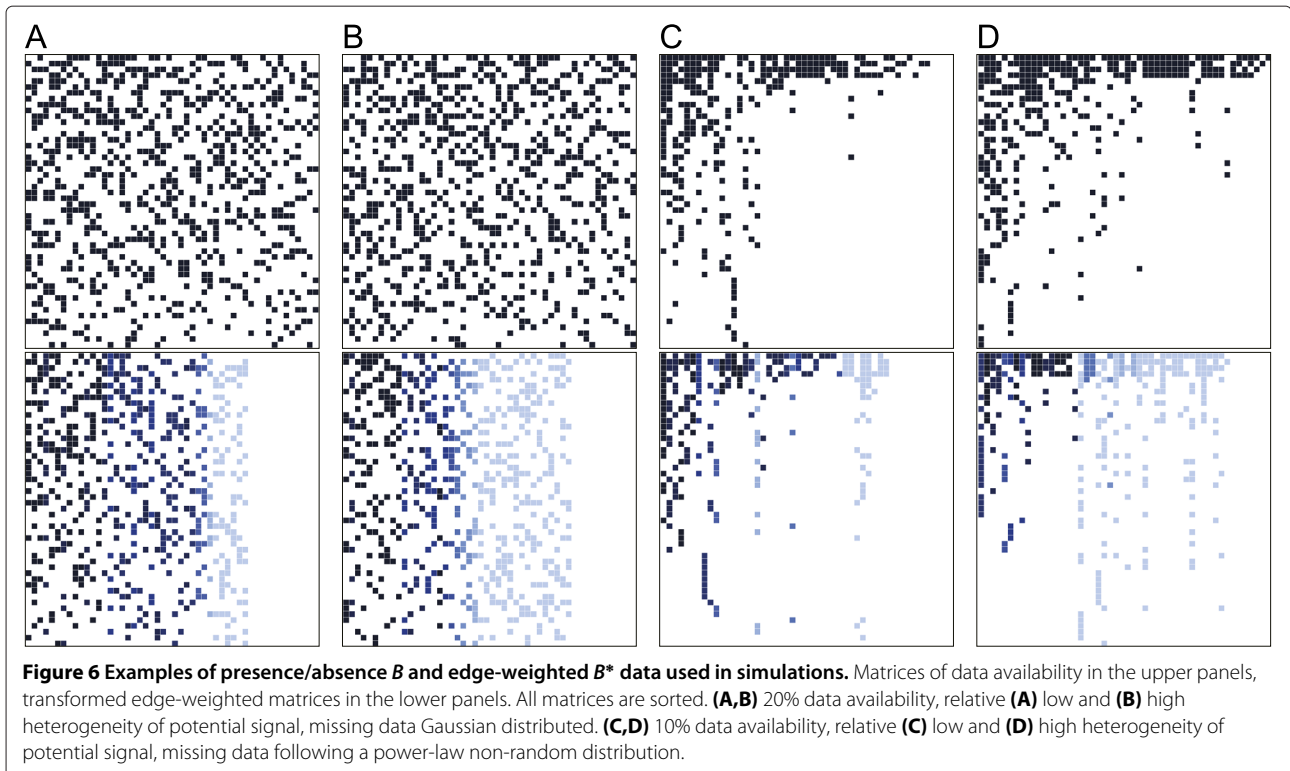 A B C D
Figure 6 Examples of presence/absence B and edge-weighted B* data used in simulations. Matrices of data availability in the upper panels,
transformed edge-weighted matrices in the lower panels. All matrices are sorted. (A,B) 20% data availability, relative (A) low and (B) high
heterogeneity of potential signal, missing data Gaussian distributed. (C,D) 10% data availability, relative (C) low and (D) high heterogeneity of
potential signal, missing data following a power-law non-random distribution.